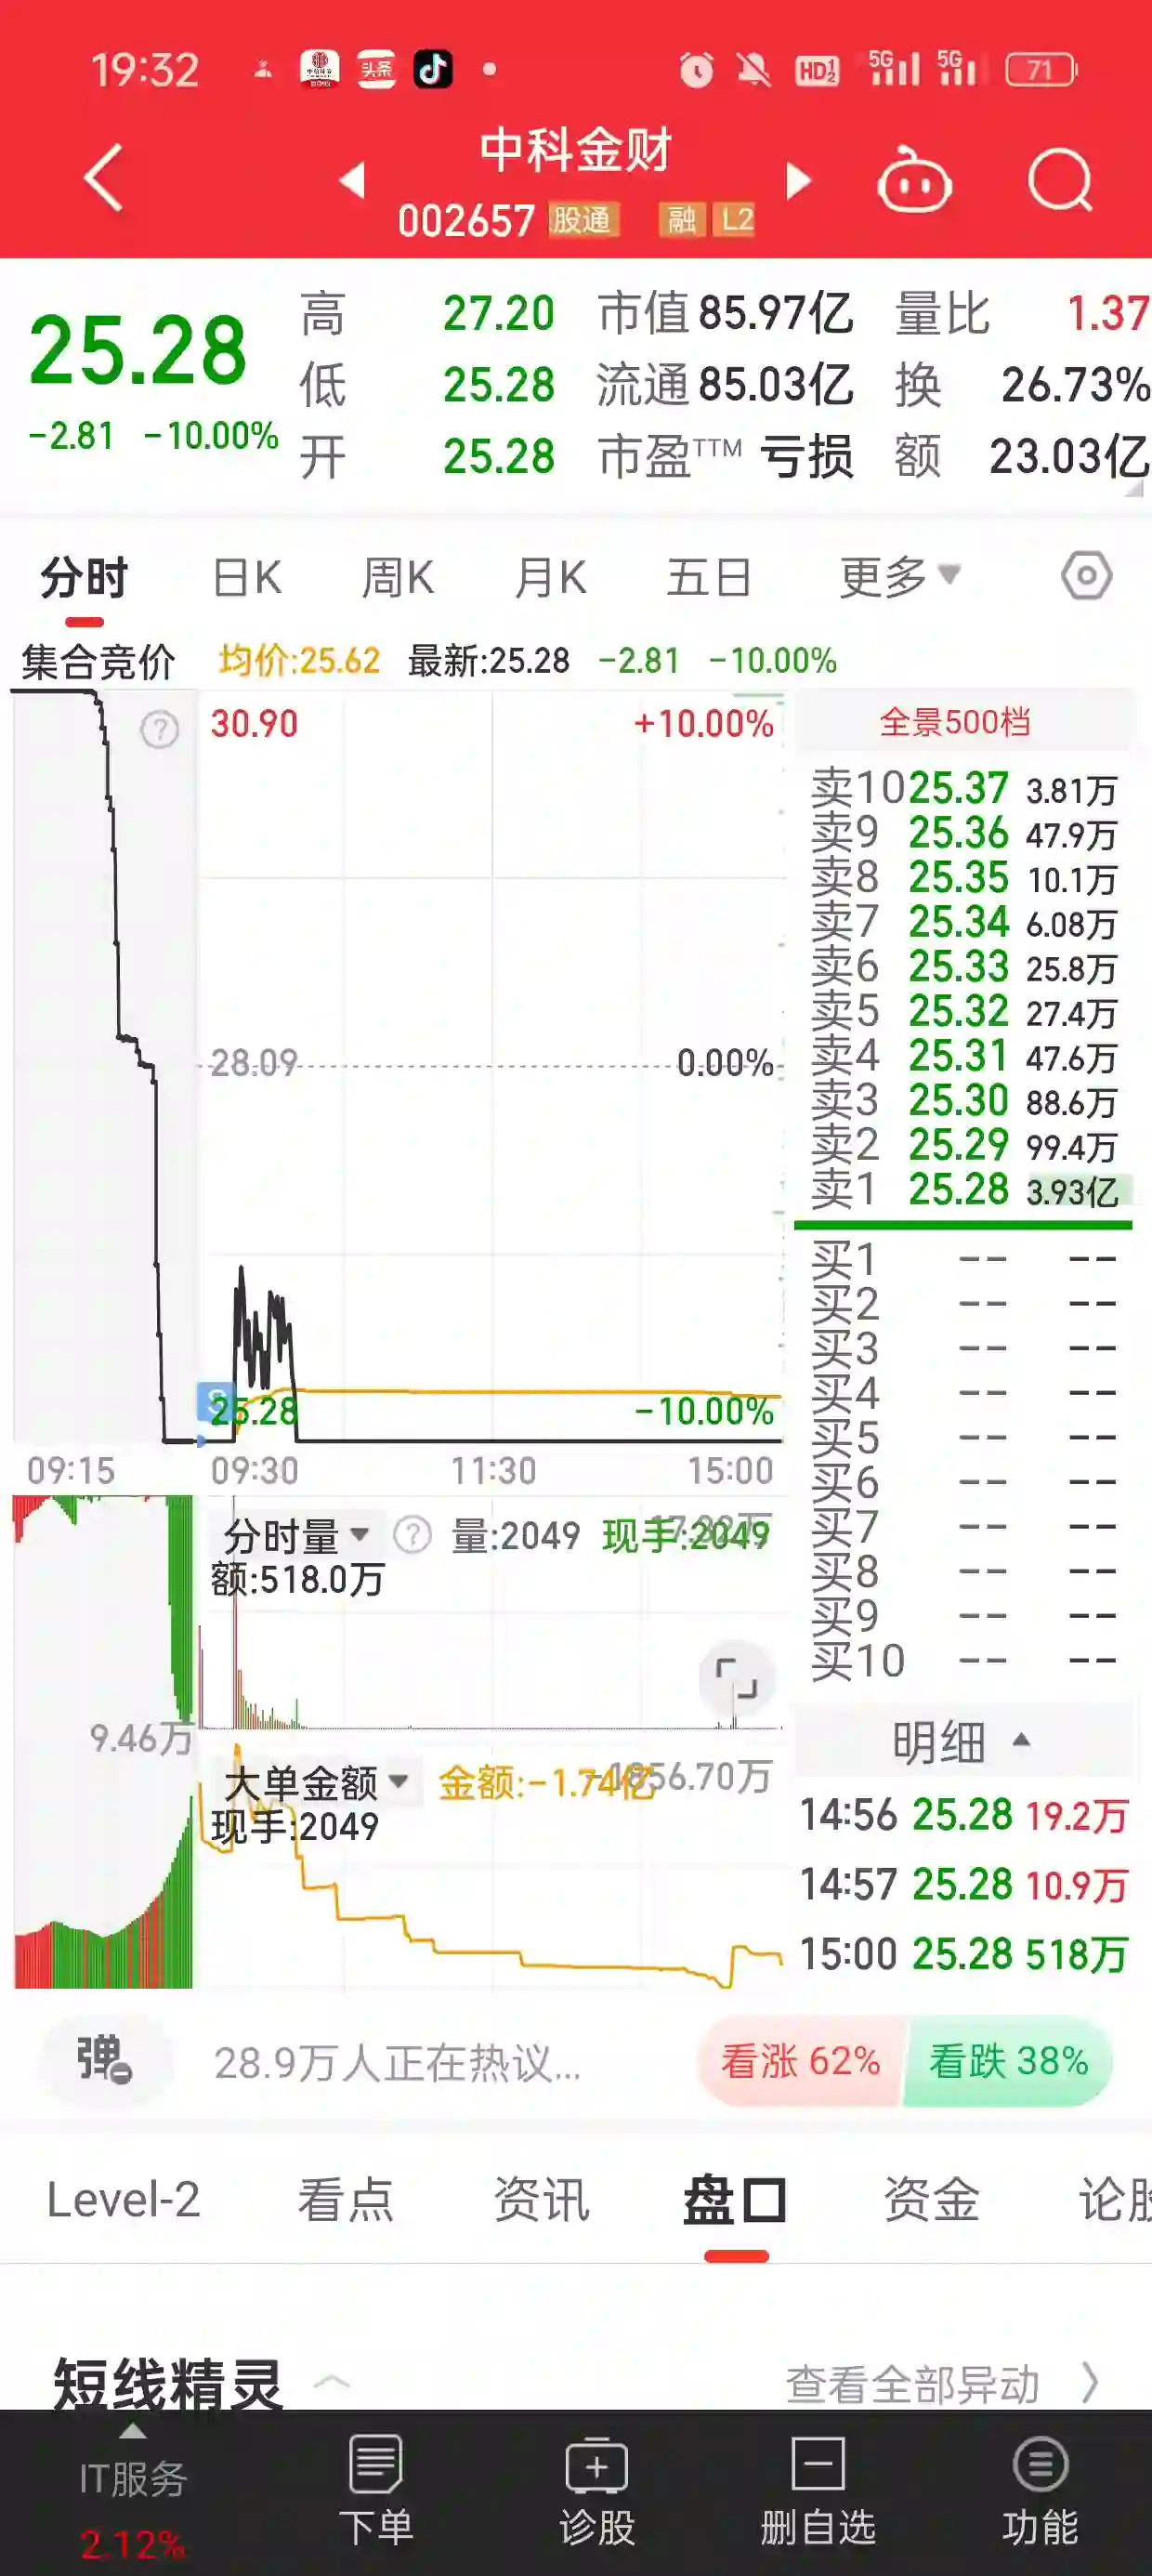 19:32 头条 HD 5G 5G 71
中科金财
002657 股通 融 L2
25.28
-2.81 -10.00%
高 27.20 市值 85.97亿 量比 1.37
低 25.28 流通 85.03亿 换 26.73%
开 25.28 市盈TTM 亏损 额 23.03亿
分时 日K 周K 月K 五日 更多
集合竞价 均价:25.62 最新:25.28 -2.81 -10.00%
30.90 +10.00%
28.09 0.00%
25.28 -10.00%
S
09:15 09:30 11:30 15:00
分时量 ? 量:2049 现手:2049
额:518.0万
9.46万
大单金额 金额:-1.74亿
现手:2049
?
全景500档
卖10 25.37 3.81万
卖9 25.36 47.9万
卖8 25.35 10.1万
卖7 25.34 6.08万
卖6 25.33 25.8万
卖5 25.32 27.4万
卖4 25.31 47.6万
卖3 25.30 88.6万
卖2 25.29 99.4万
卖1 25.28 3.93亿
买1 -- --
买2 -- --
买3 -- --
买4 -- --
买5 -- --
买6 -- --
买7 -- --
买8 -- --
买9 -- --
买10 -- --
明细
14:56 25.28 19.2万
14:57 25.28 10.9万
15:00 25.28 518万
弹 28.9万人正在热议... 看涨 62% 看跌 38%
Level-2 看点 资讯 盘口 资金 论股
短线精灵 查看全部异动
IT服务
2.12%
下单 诊股 删自选 功能